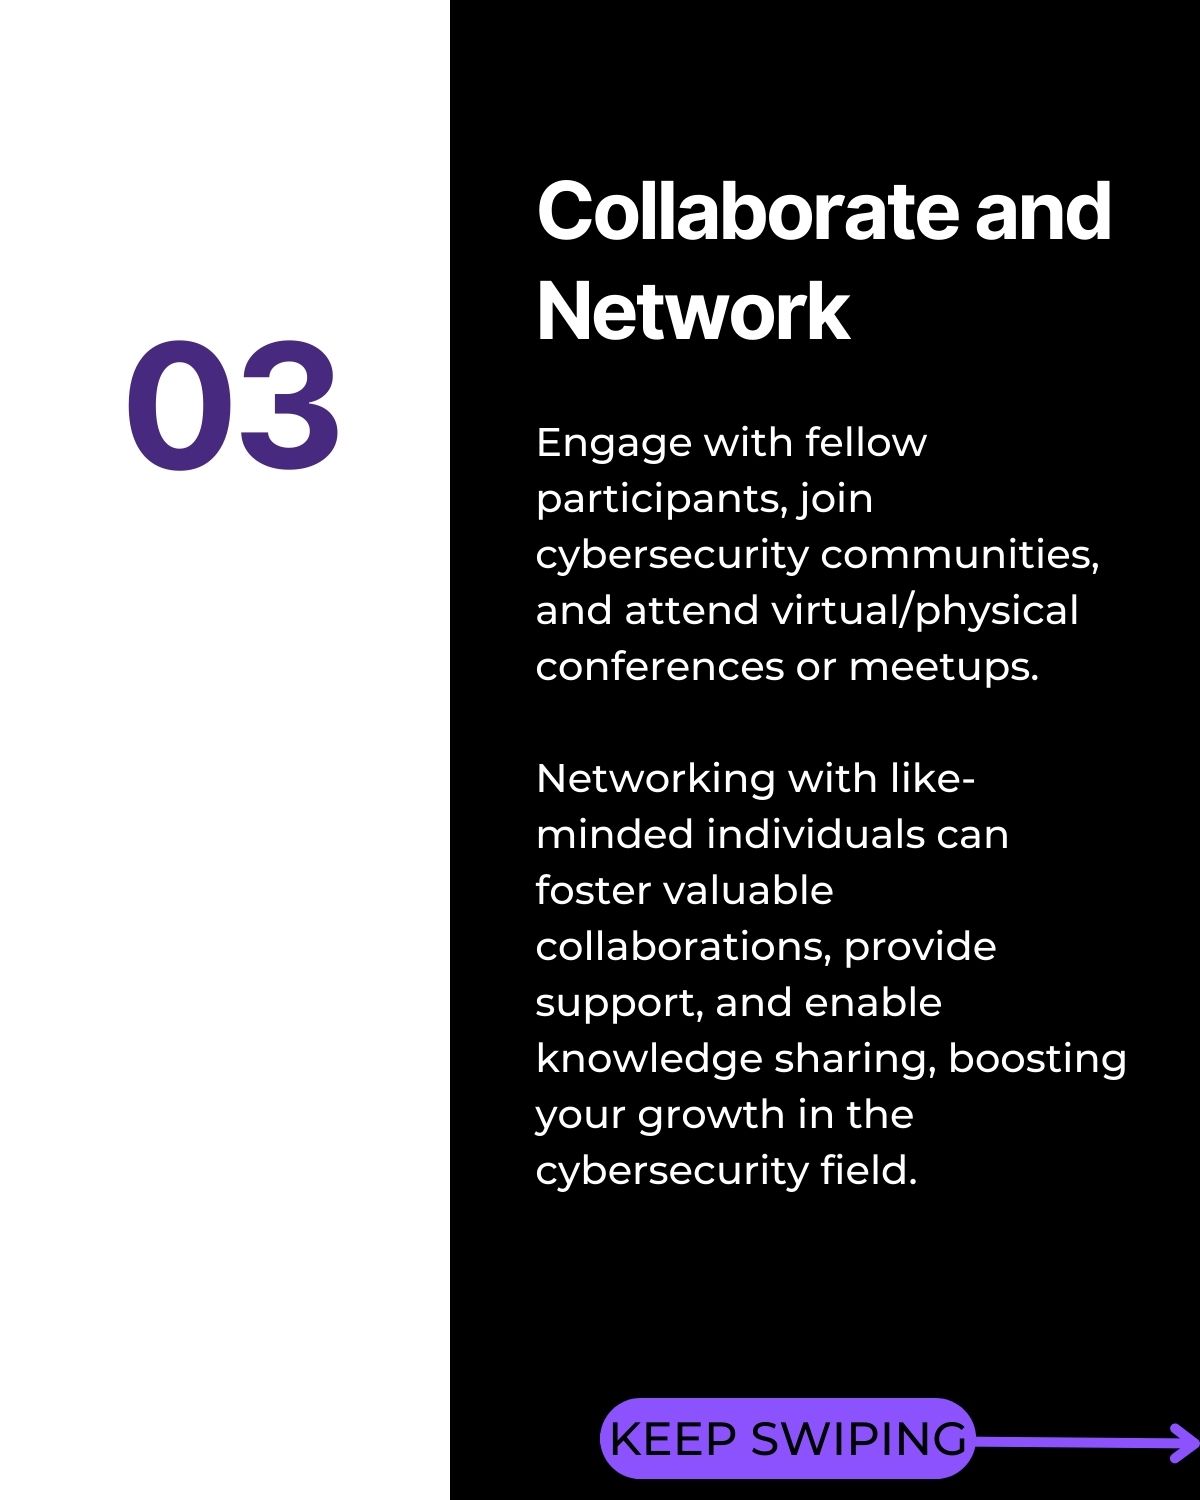 03
Collaborate and
Network
Engage with fellow
participants, join
cybersecurity communities,
and attend virtual/physical
conferences or meetups.
Networking with like-
minded individuals can
foster valuable
collaborations, provide
support, and enable
knowledge sharing, boosting
your growth in the
cybersecurity field.
KEEP SWIPING